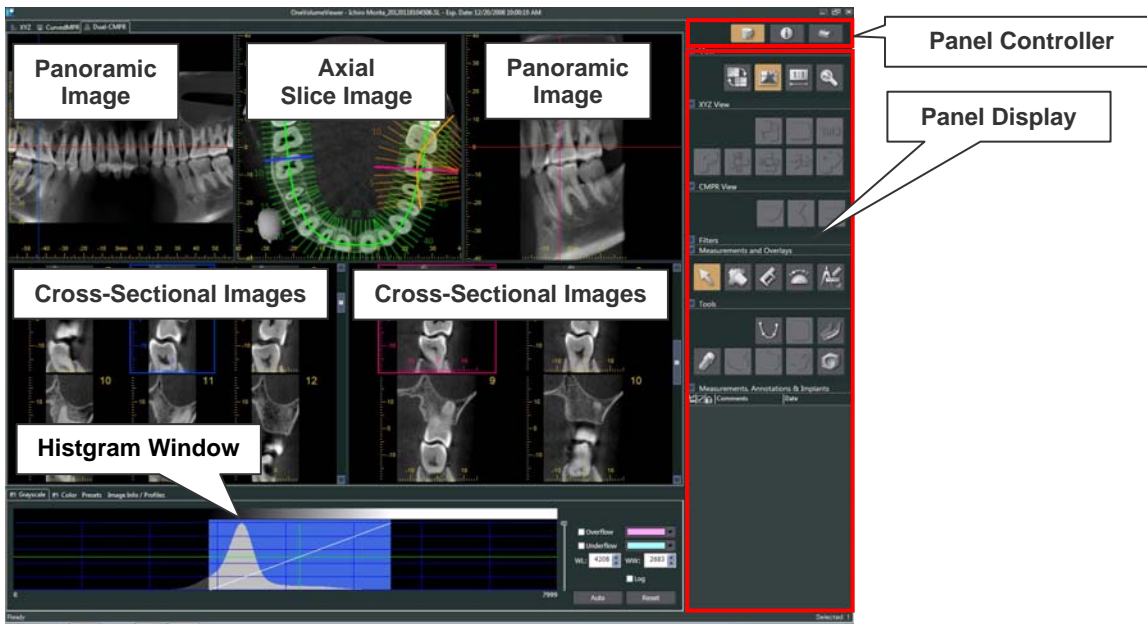 OneVolumeViewer - Ichiro Morita_20120118104506.SL - Exp. Date: 12/20/2006 10:00:19 AM
XYZ CurvedMPR Dual-CMPR
Panel Controller
Panoramic
Image
Axial
Slice Image
Panoramic
Image
Panel Display
XYZ View
CMPR View
Filters
Measurements and Overlays
Tools
Measurements, Annotations & Implants
Comments Date
Cross-Sectional Images
Cross-Sectional Images
10 11 12
9 10
Histgram Window
Grayscale Color Presets Image Info / Profiles
Overflow
Underflow
WL: 4208 WW: 2683
Log
Auto Reset
0 7999
Ready Selected: 1